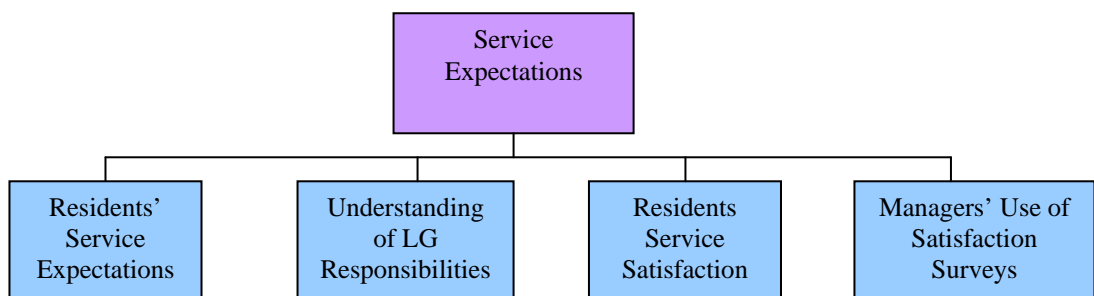 Service
Expectations
Residents’
Service
Expectations
Understanding
of LG
Responsibilities
Residents
Service
Satisfaction
Managers’ Use of
Satisfaction
Surveys